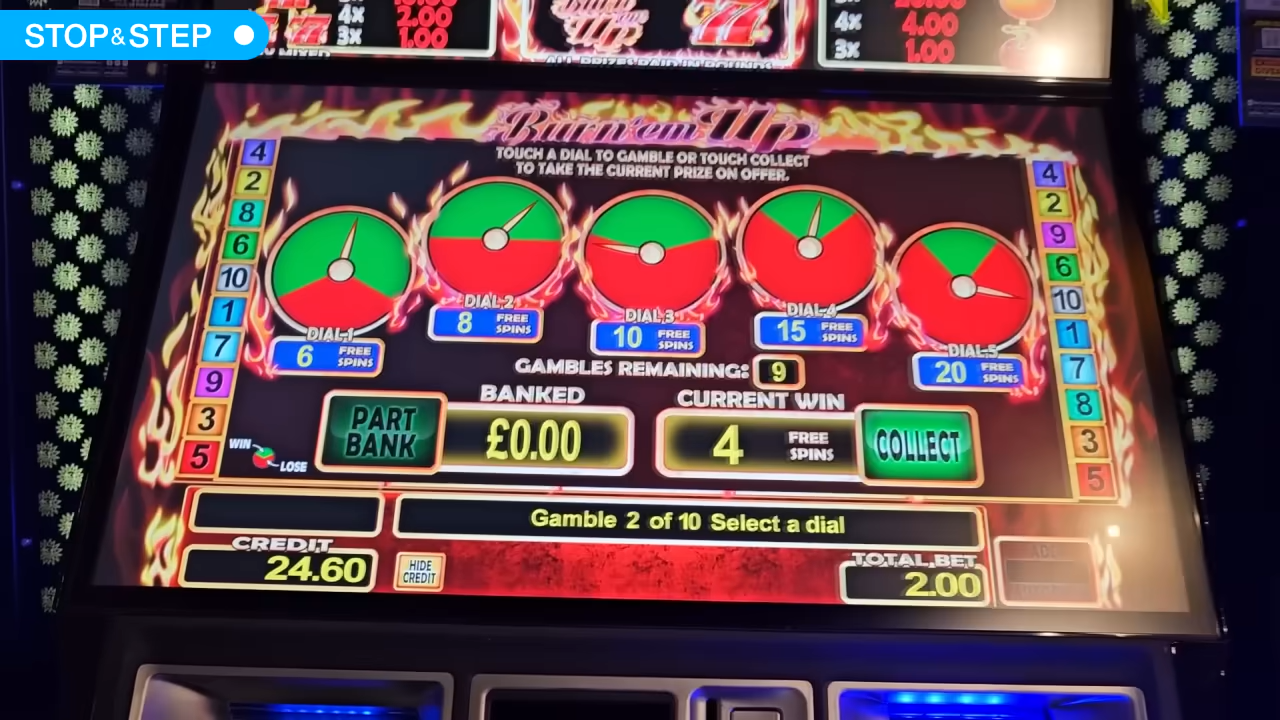 STOP&STEP
4x 2.00
3x 1.00
4x 4.00
3x 1.00
ALL PRIZES PAID IN POUNDS
Burn'em Up
TOUCH A DIAL TO GAMBLE OR TOUCH COLLECT
TO TAKE THE CURRENT PRIZE ON OFFER.
4
2
8
6
10
1
7
9
3
5
4
2
9
6
10
1
7
8
3
5
DIAL 1
6 FREE SPINS
DIAL 2
8 FREE SPINS
DIAL 3
10 FREE SPINS
DIAL 4
15 FREE SPINS
DIAL 5
20 FREE SPINS
GAMBLES REMAINING: 9
WIN
LOSE
PART BANK
BANKED
£0.00
CURRENT WIN
4 FREE SPINS
COLLECT
Gamble 2 of 10 Select a dial
CREDIT
24.60
HIDE CREDIT
TOTAL BET
2.00